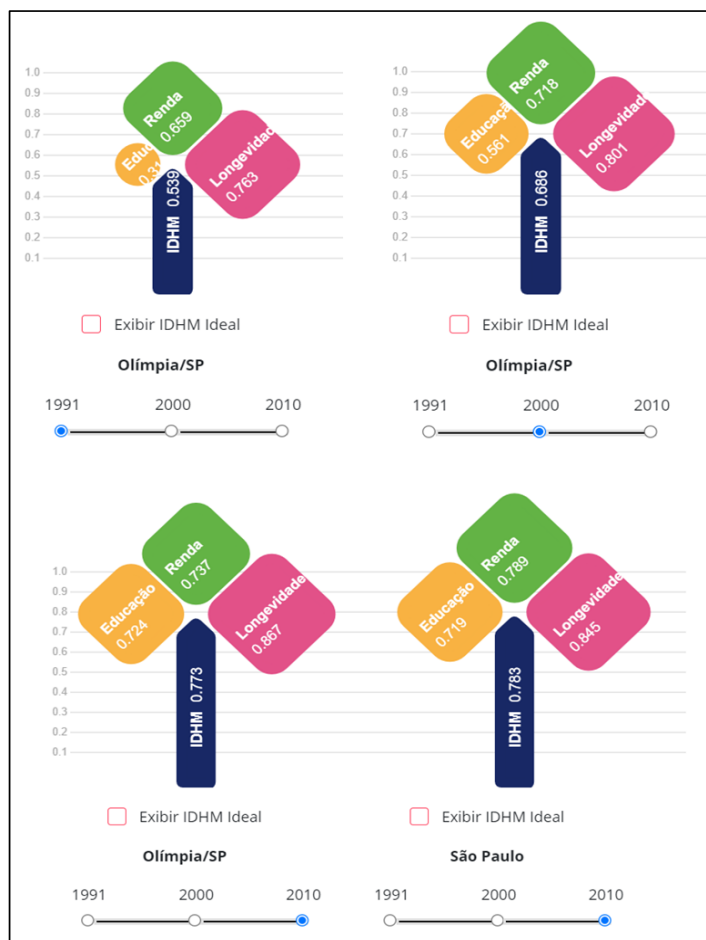 1.0
0.9
0.8
0.7
0.6
0.5
0.4
0.3
0.2
0.1
Renda
0.659
Longevidad
0.763
IDHM 0.539
Exibir IDHM Ideal
Olímpia/SP
1991 2000 2010
1.0
0.9
0.8
0.7
0.6
0.5
0.4
0.3
0.2
0.1
Educaçã
0.561
Renda
0.718
Longevidad
0.801
IDHM 0.686
Exibir IDHM Ideal
Olímpia/SP
1991 2000 2010
1.0
0.9
0.8
0.7
0.6
0.5
0.4
0.3
0.2
0.1
Educação
0.724
Renda
0.737
Longevidade
0.867
IDHM 0.773
Exibir IDHM Ideal
Olímpia/SP
1991 2000 2010
Educação
0.719
Renda
0.789
Longevidade
0.845
IDHM 0.783
Exibir IDHM Ideal
São Paulo
1991 2000 2010